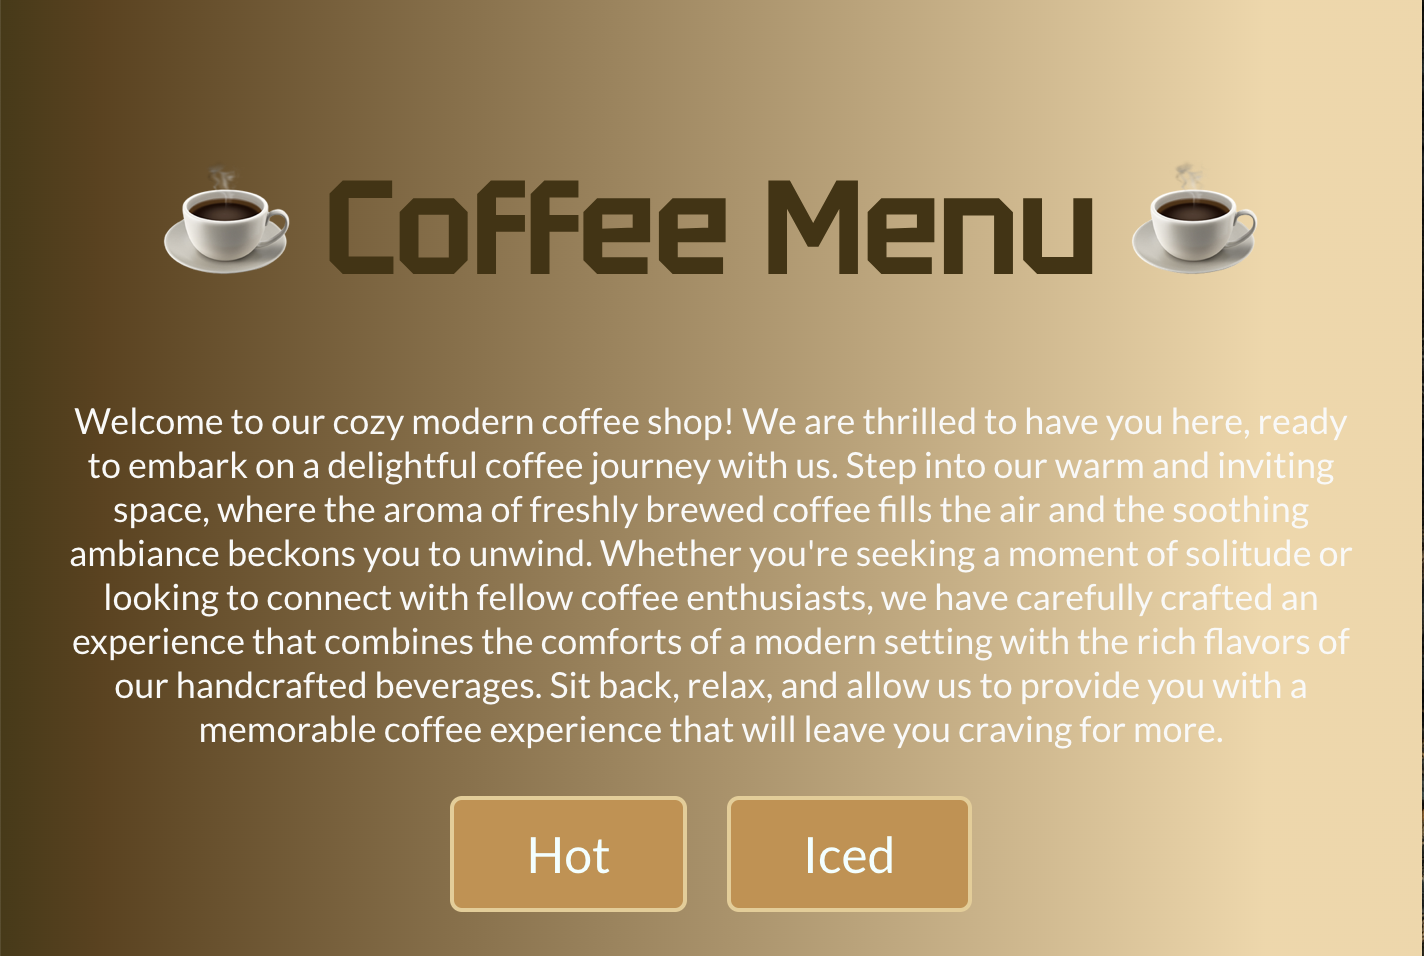 Coffee Menu
Welcome to our cozy modern coffee shop! We are thrilled to have you here, ready
to embark on a delightful coffee journey with us. Step into our warm and inviting
space, where the aroma of freshly brewed coffee fills the air and the soothing
ambiance beckons you to unwind. Whether you're seeking a moment of solitude or
looking to connect with fellow coffee enthusiasts, we have carefully crafted an
experience that combines the comforts of a modern setting with the rich flavors of
our handcrafted beverages. Sit back, relax, and allow us to provide you with a
memorable coffee experience that will leave you craving for more.
Hot
Iced